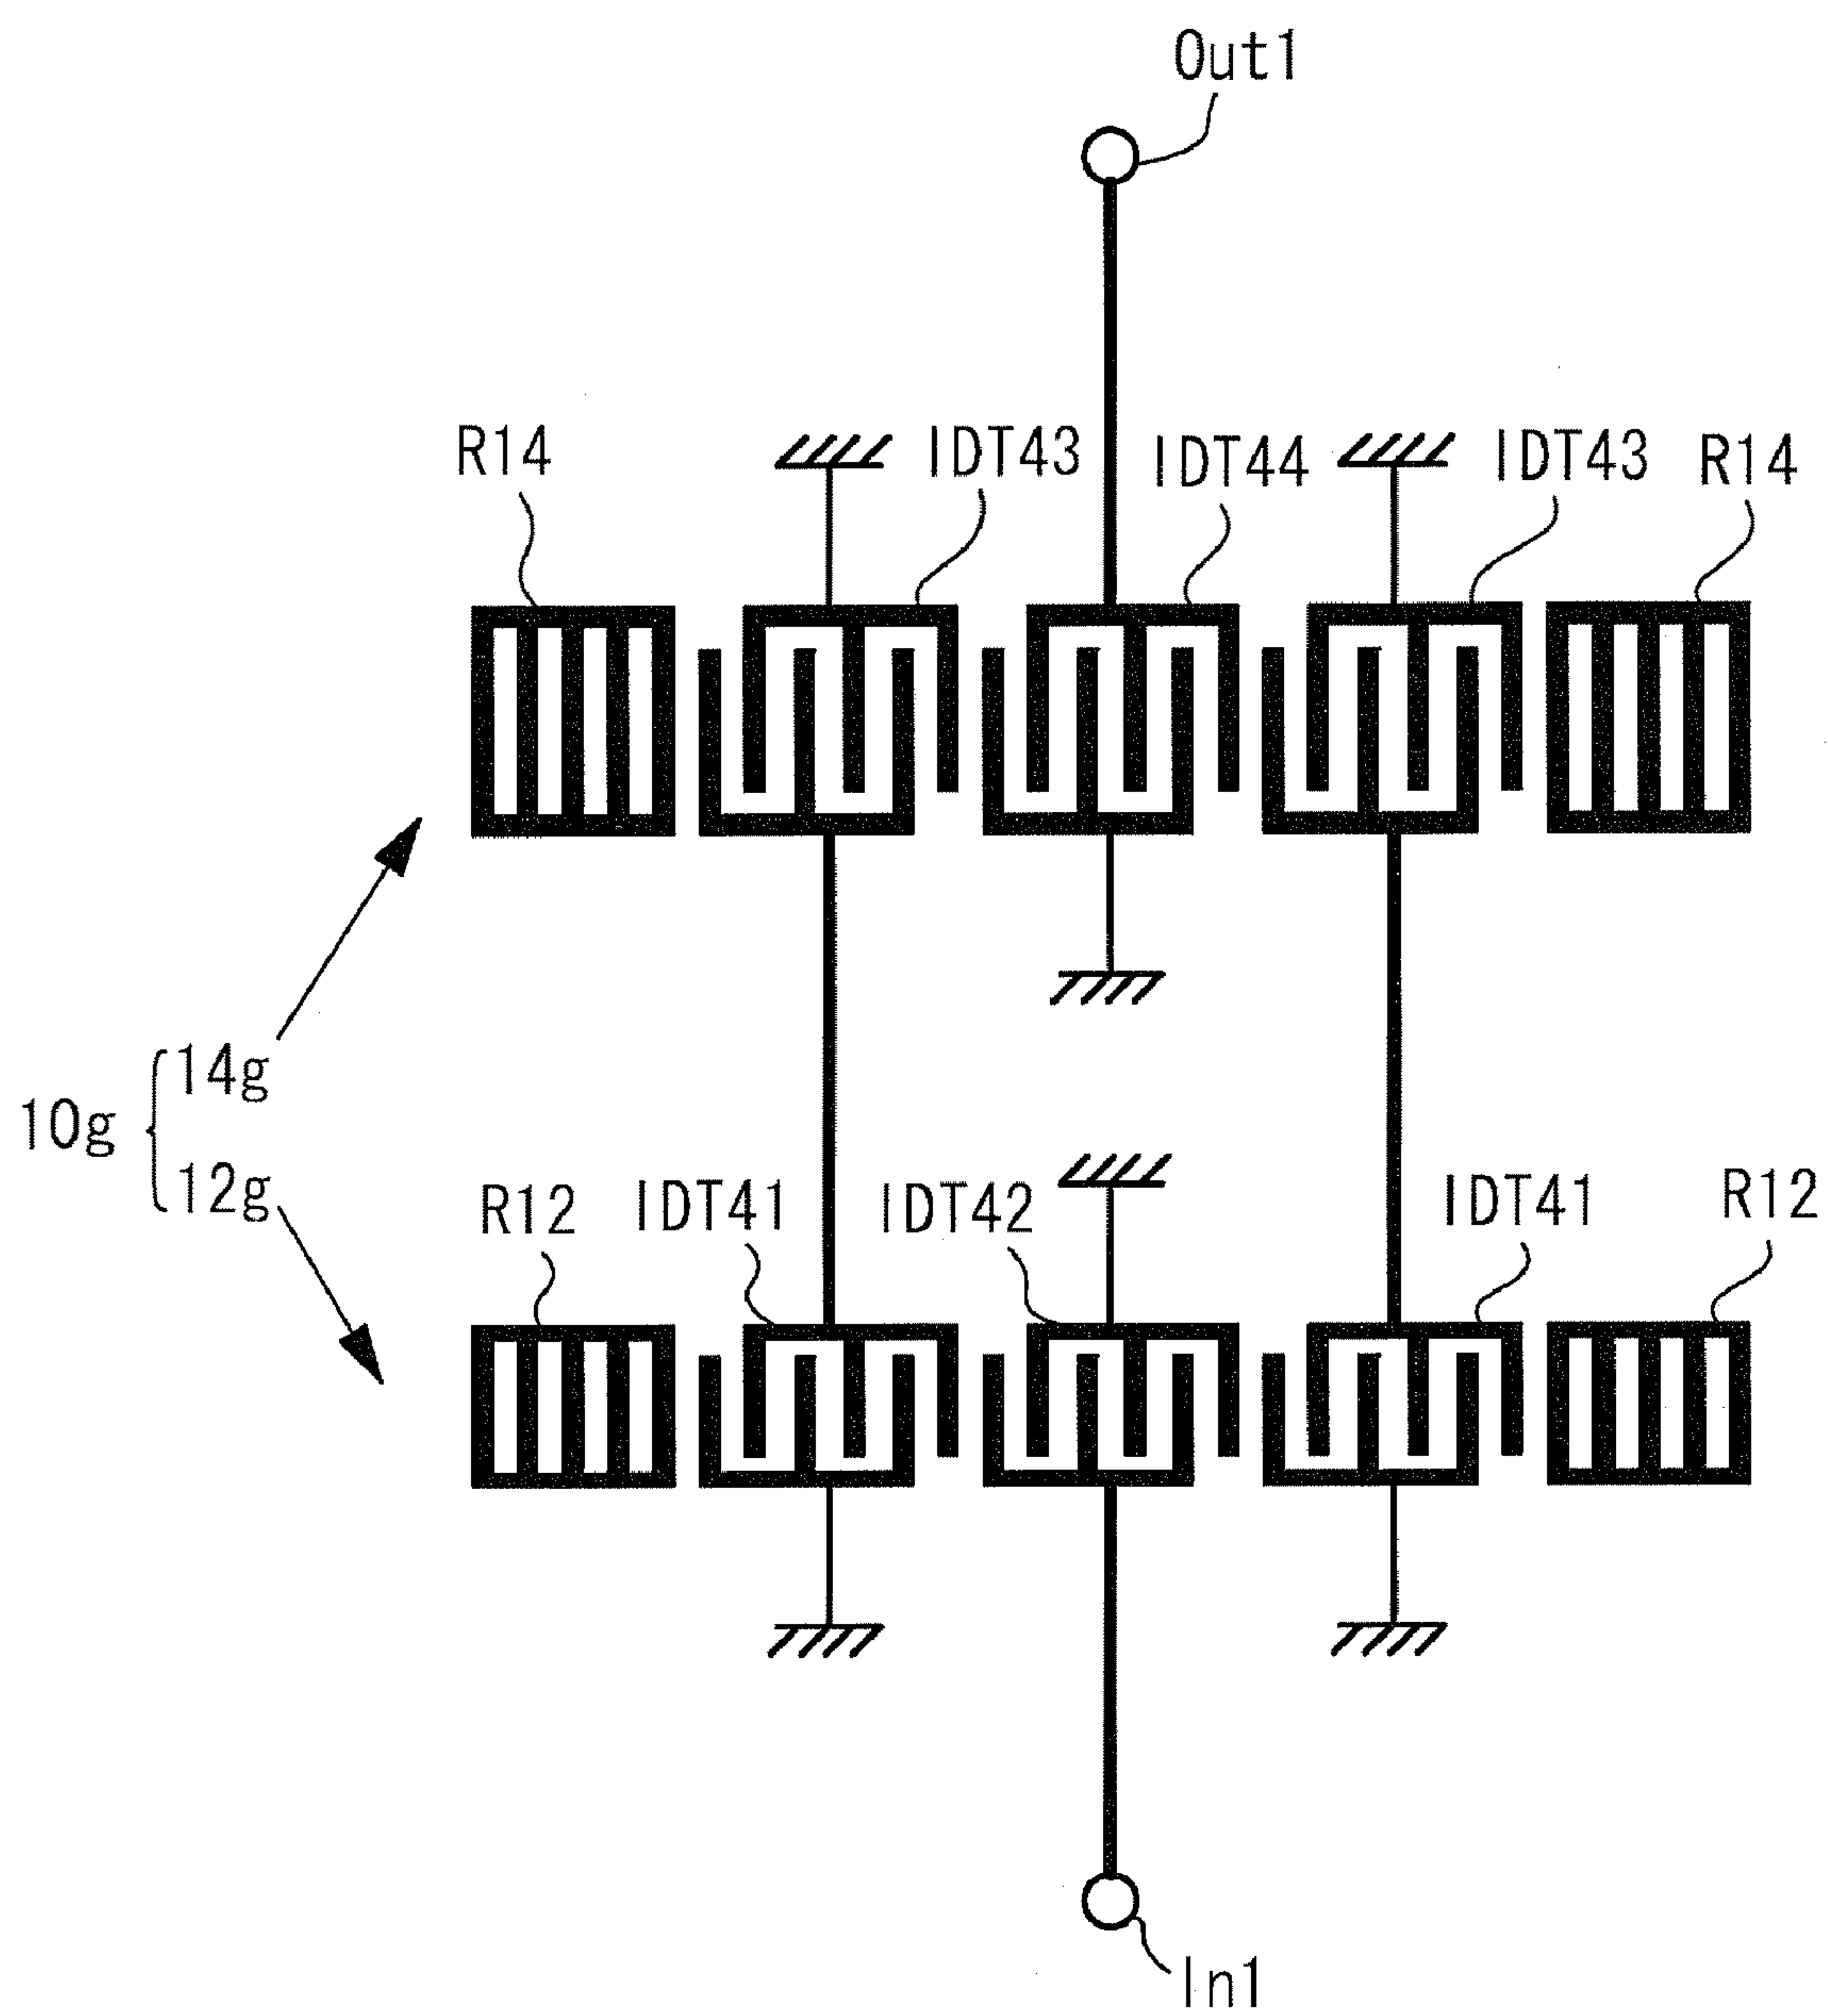 Out1
R14 IDT43 IDT44 IDT43 R14
10g
14g
12g
R12 IDT41 IDT42 IDT41 R12
In1